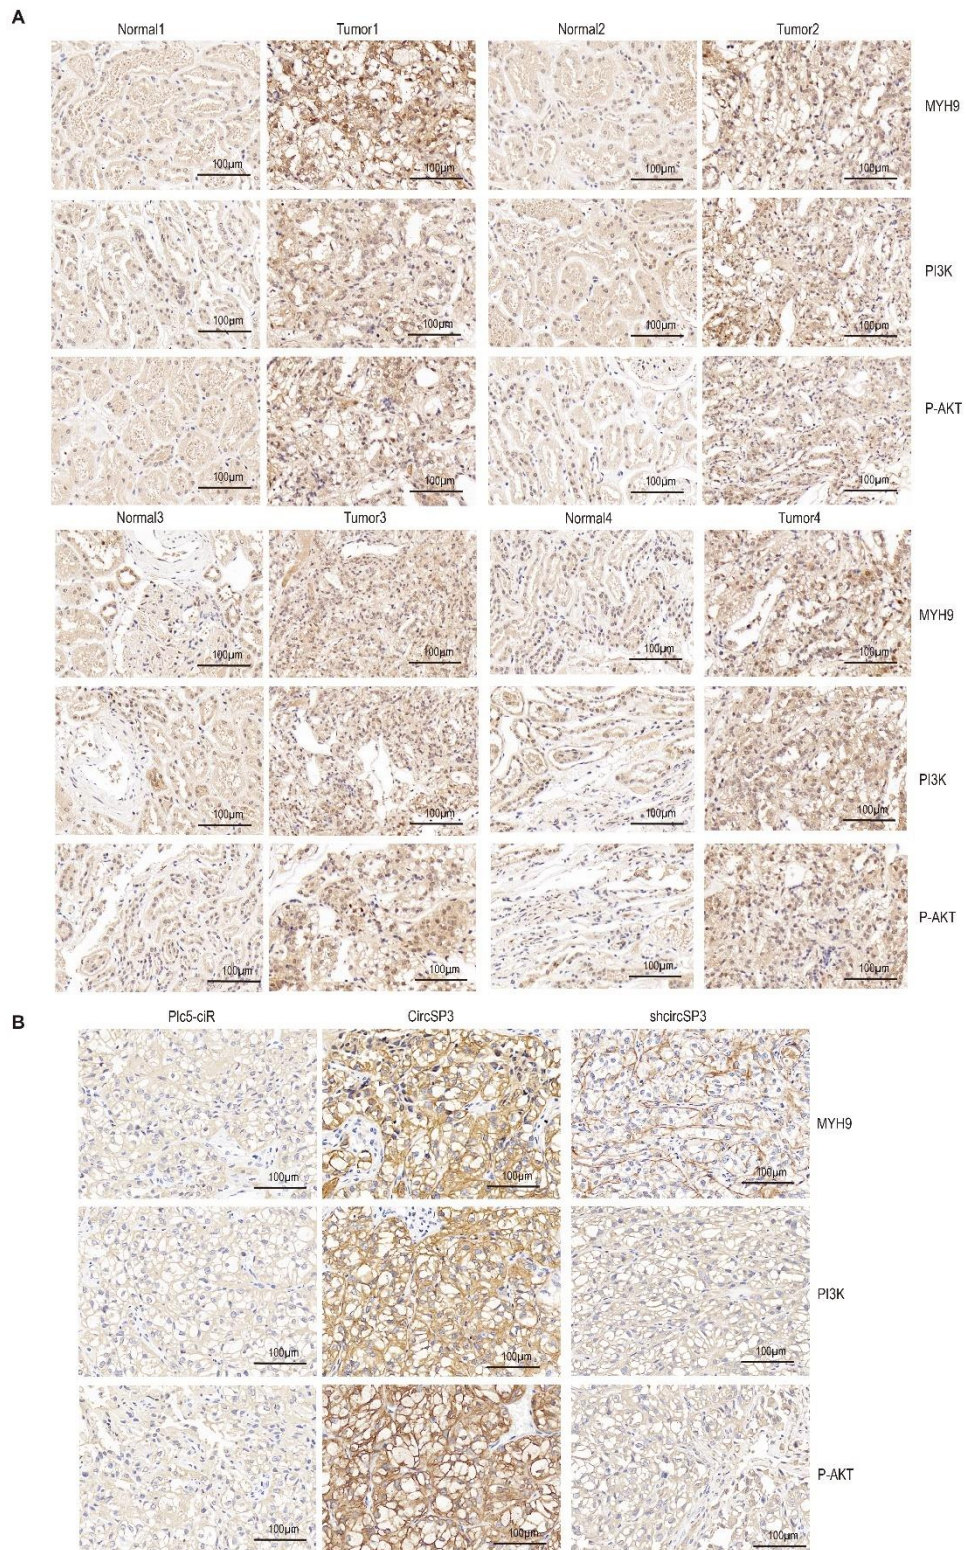 A
Normal1 Tumor1 Normal2 Tumor2
100μm 100μm 100μm 100μm MYH9
100μm 100μm 100μm 100μm PI3K
100μm 100μm 100μm 100μm P-AKT
Normal3 Tumor3 Normal4 Tumor4
100μm 100μm 100μm 100μm MYH9
100μm 100μm 100μm 100μm PI3K
100μm 100μm 100μm 100μm P-AKT
B
Plc5-ciR CircSP3 shcircSP3
100μm 100μm 100μm MYH9
100μm 100μm 100μm PI3K
100μm 100μm 100μm P-AKT